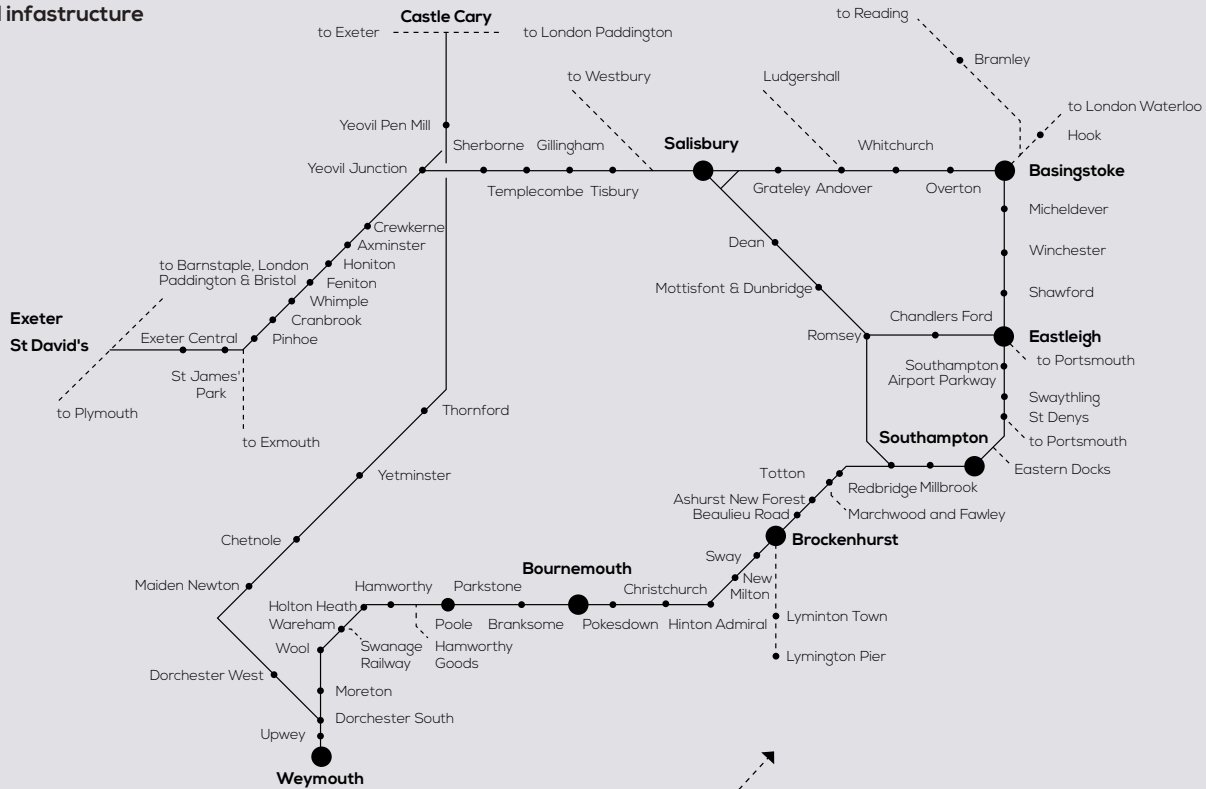 l infastructure
Castle Cary
to Exeter
to London Paddington
to Reading
Bramley
to Westbury
Ludgershall
to London Waterloo
Hook
Yeovil Pen Mill
Sherborne
Gillingham
Salisbury
Whitchurch
Yeovil Junction
Basingstoke
Templecombe
Tisbury
Grateley
Andover
Overton
Micheldever
Crewkerne
Axminster
Dean
Winchester
to Barnstaple, London
Paddington & Bristol
Honiton
Feniton
Mottisfont & Dunbridge
Shawford
Whimple
Exeter
St David's
Cranbrook
Chandlers Ford
Exeter Central
Pinhoe
Romsey
Eastleigh
to Portsmouth
St James'
Park
Southampton
Airport Parkway
Swaythling
to Plymouth
Thornford
St Denys
to Exmouth
Southampton
to Portsmouth
Yetminster
Totton
Eastern Docks
Redbridge
Millbrook
Ashurst New Forest
Beaulieu Road
Marchwood and Fawley
Chetnole
Brockenhurst
Sway
Bournemouth
Maiden Newton
Hamworthy
Parkstone
Christchurch
New
Milton
Holton Heath
Wareham
Poole
Branksome
Pokesdown
Hinton Admiral
Lyminton Town
Wool
Swanage
Railway
Hamworthy
Goods
Lymington Pier
Dorchester West
Moreton
Dorchester South
Upwey
Weymouth